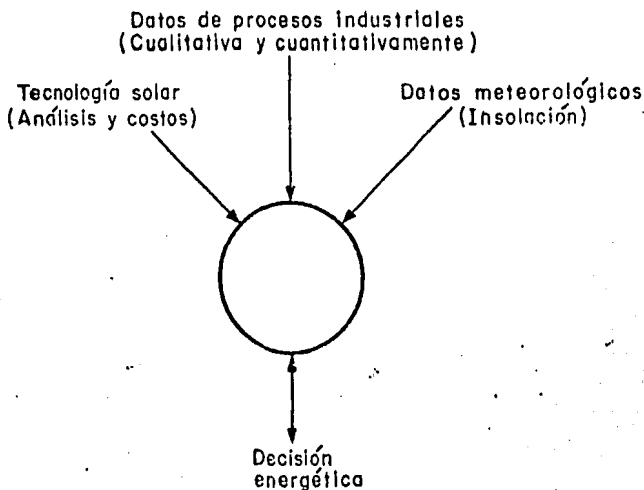 Datos de procesos industriales
(Cualitativa y cuantitativamente)
Tecnología solar
(Análisis y costos)
Datos meteorológicos
(Insolación)
Decisión
energética